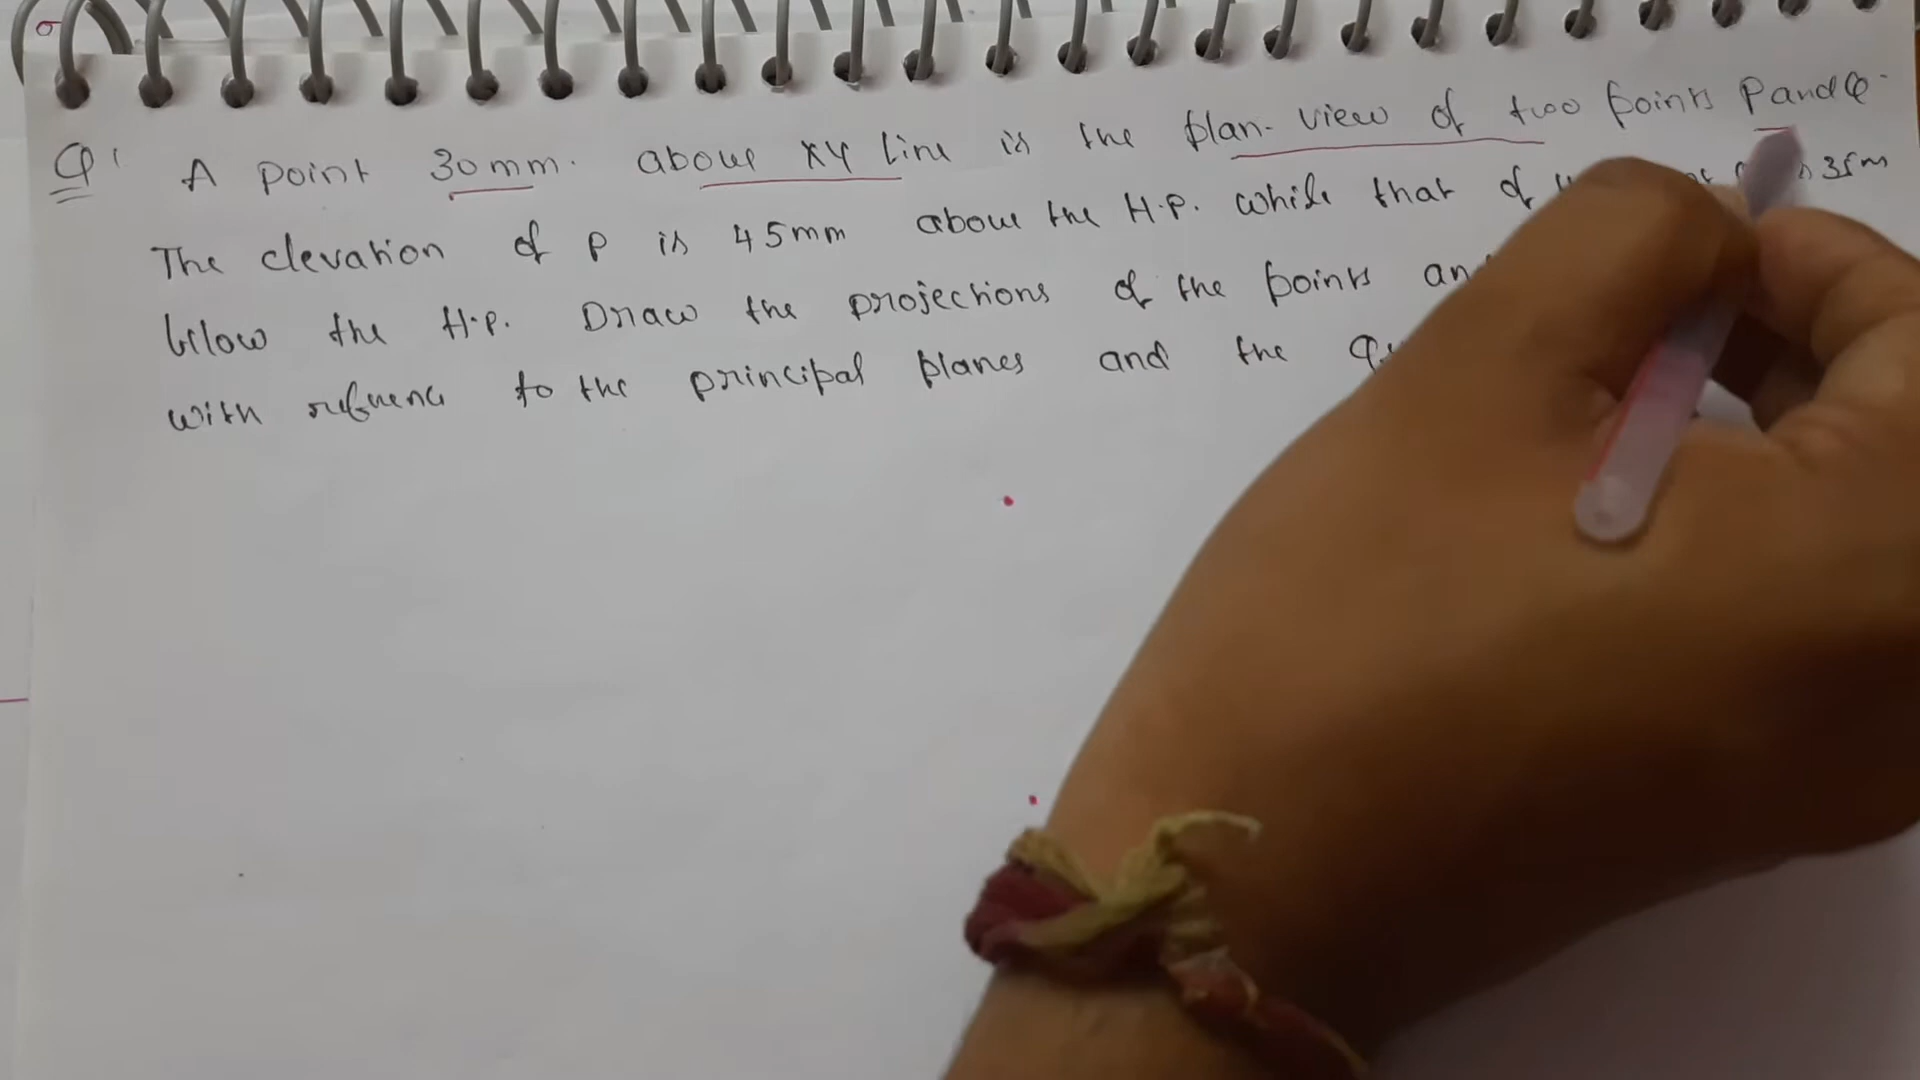 Q. A point 30mm. above XY line is the plan-view of two points P and Q.
The elevation of P is 45mm above the H.P. while that of 35m
below the H.P. Draw the projections of the points
with reference to the principal planes and the